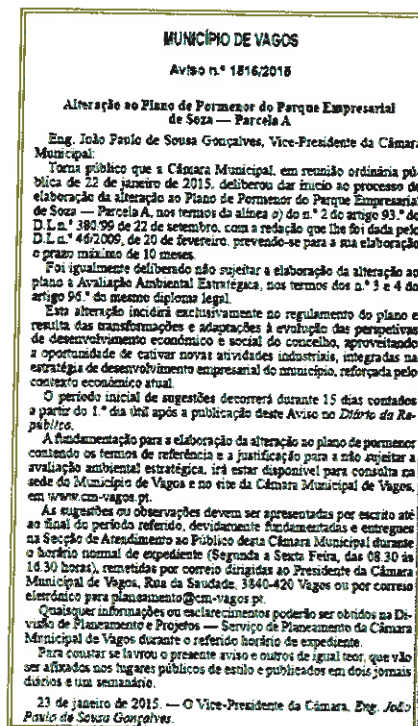 MUNICÍPIO DE VAGOS
Aviso n.º 1516/2015
Alteração ao Plano de Pormenor do Parque Empresarial
de Soza — Parcela A
Eng. João Paulo de Sousa Gonçalves, Vice-Presidente da Câmara
Municipal:
Torna público que a Câmara Municipal, em reunião ordinária pú-
blica de 22 de janeiro de 2015, deliberou dar início ao processo de
elaboração da alteração ao Plano de Pormenor do Parque Empresarial
de Soza — Parcela A, nos termos da alínea a) do n.º 2 do artigo 93.º do
D.L.n.º 380/99 de 22 de setembro, com a redação que lhe foi dada pelo
D.L.n.º 46/2009, de 20 de fevereiro, prevendo-se para a sua elaboração
o prazo máximo de 10 meses.
Foi igualmente deliberado não sujeitar a elaboração da alteração ao
plano a Avaliação Ambiental Estratégica, nos termos dos n.º 3 e 4 do
artigo 96.º do mesmo diploma legal.
Esta alteração incidirá exclusivamente no regulamento do plano e
resulta das transformações e adaptações à evolução das perspetivas
de desenvolvimento económico e social do concelho, aproveitando
a oportunidade de cativar novas atividades industriais, integradas na
estratégia de desenvolvimento empresarial do município, reforçada pelo
contexto económico atual.
O período inicial de sugestões decorrerá durante 15 dias contados
a partir do 1.º dia útil após a publicação deste Aviso no Diário da Re-
pública.
A fundamentação para a elaboração da alteração ao plano de pormenor
contendo os termos de referência e a justificação para a não sujeitar a
avaliação ambiental estratégica, irá estar disponível para consulta na
sede do Município de Vagos e no site da Câmara Municipal de Vagos,
em www.cm-vagos.pt.
As sugestões ou observações devem ser apresentadas por escrito até
ao final do período referido, devidamente fundamentadas e entregues
na Secção de Atendimento ao Público desta Câmara Municipal durante
o horário normal de expediente (Segunda a Sexta Feira, das 08.30 às
16.30 horas), remetidas por correio dirigidas ao Presidente da Câmara
Municipal de Vagos, Rua da Saudade, 3840-420 Vagos ou por correio
eletrónico para planeamento@cm-vagos.pt.
Quaisquer informações ou esclarecimentos poderão ser obtidos na Di-
visão de Planeamento e Projetos — Serviço de Planeamento da Câmara
Municipal de Vagos durante o referido horário de expediente.
Para constar se lavrou o presente aviso e outros de igual teor, que vão
ser afixados nos lugares públicos de estilo e publicados em dois jornais
diários e um semanário.
23 de janeiro de 2015. — O Vice-Presidente da Câmara, Eng. João
Paulo de Sousa Gonçalves.